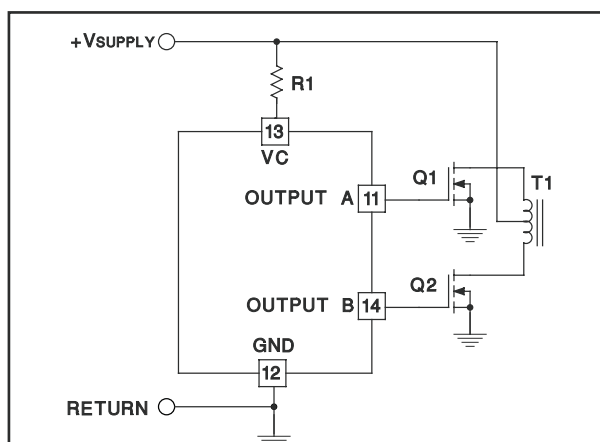 +VSUPPLY
R1
13
VC
Q1
T1
OUTPUT A 11
Q2
OUTPUT B 14
GND
12
RETURN